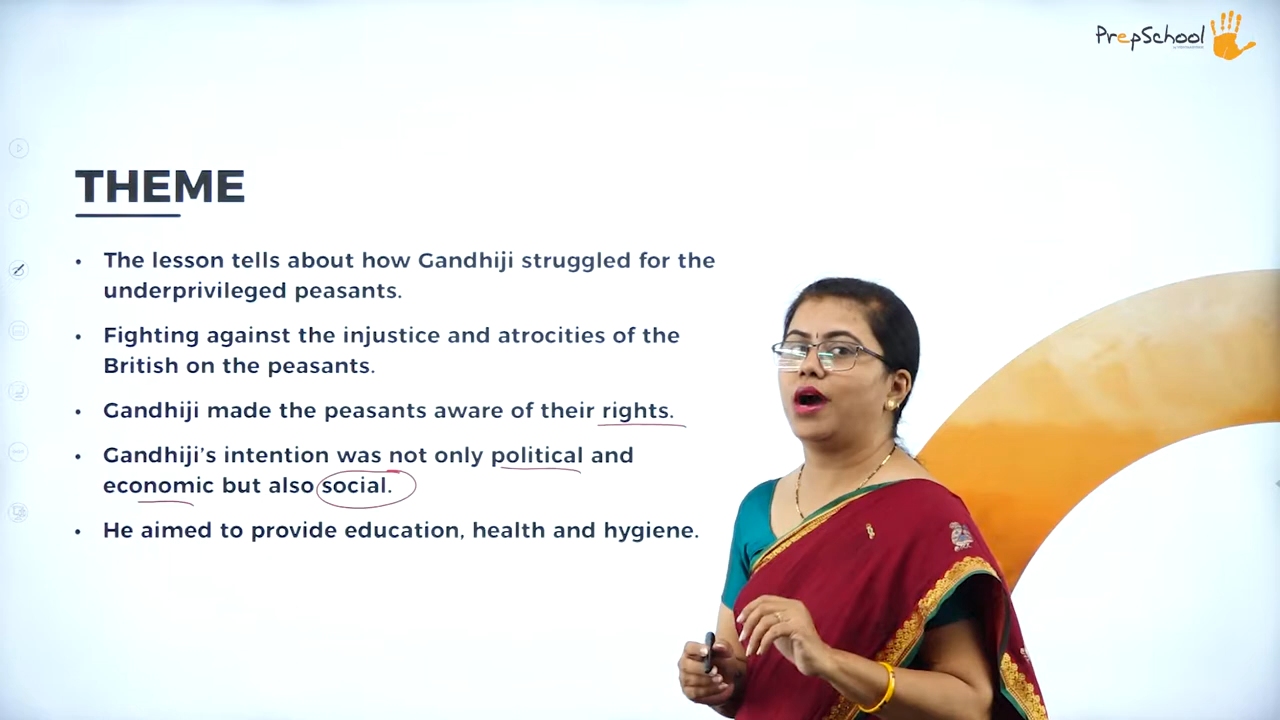 PrepSchool
THEME
• The lesson tells about how Gandhiji struggled for the
underprivileged peasants.
• Fighting against the injustice and atrocities of the
British on the peasants.
• Gandhiji made the peasants aware of their rights.
• Gandhiji's intention was not only political and
economic but also social.
• He aimed to provide education, health and hygiene.